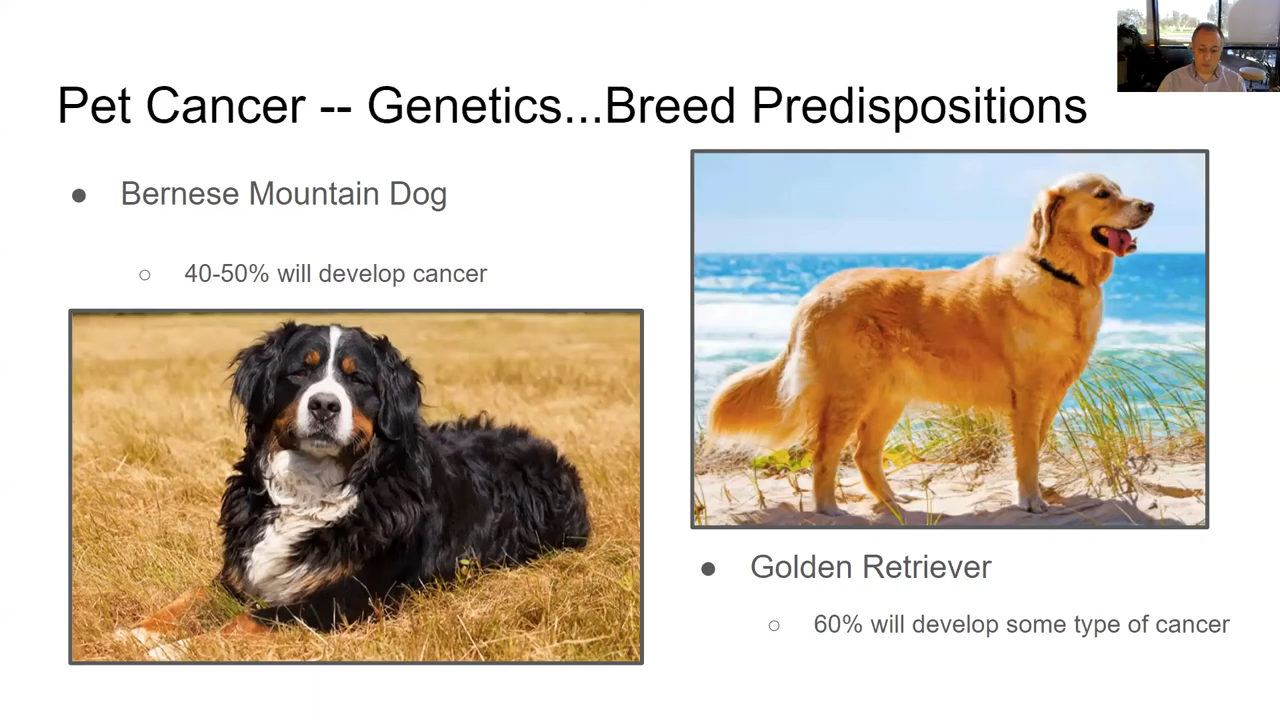 Pet Cancer -- Genetics...Breed Predispositions
● Bernese Mountain Dog
○ 40-50% will develop cancer
● Golden Retriever
○ 60% will develop some type of cancer